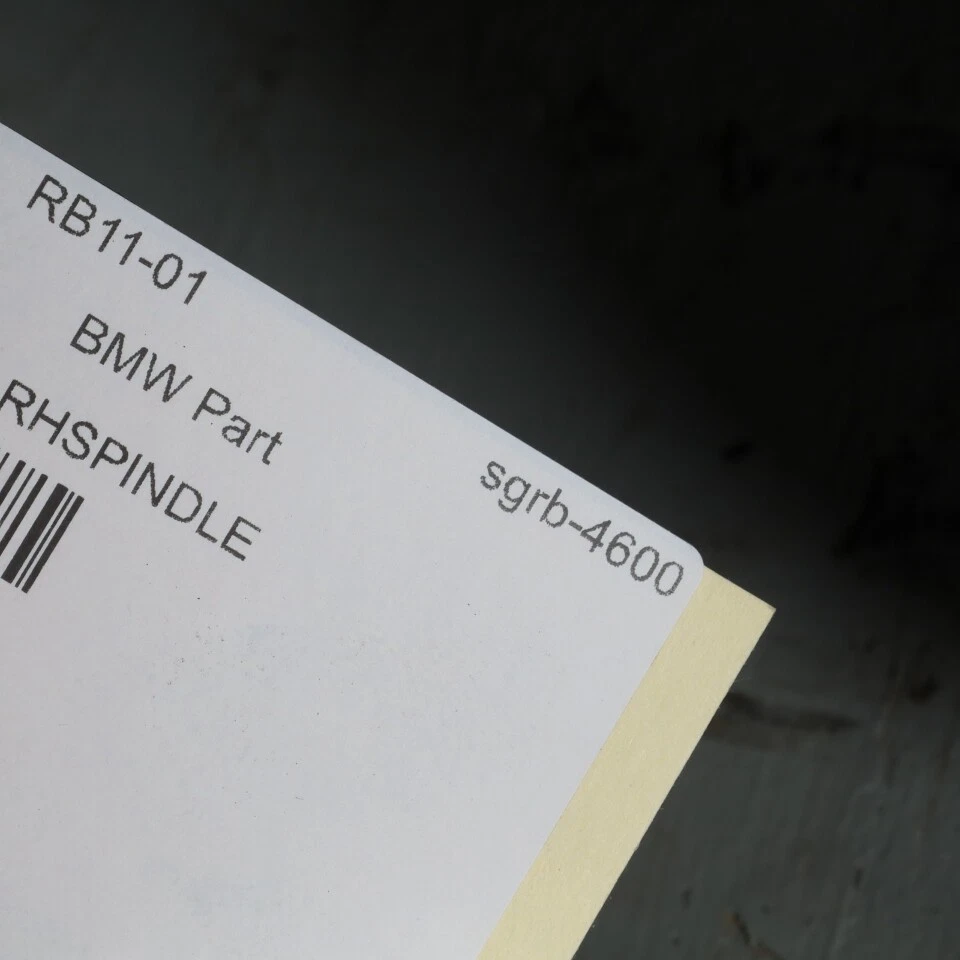 RB11-01
BMW Part
sgrb-4600
RHSPINDLE